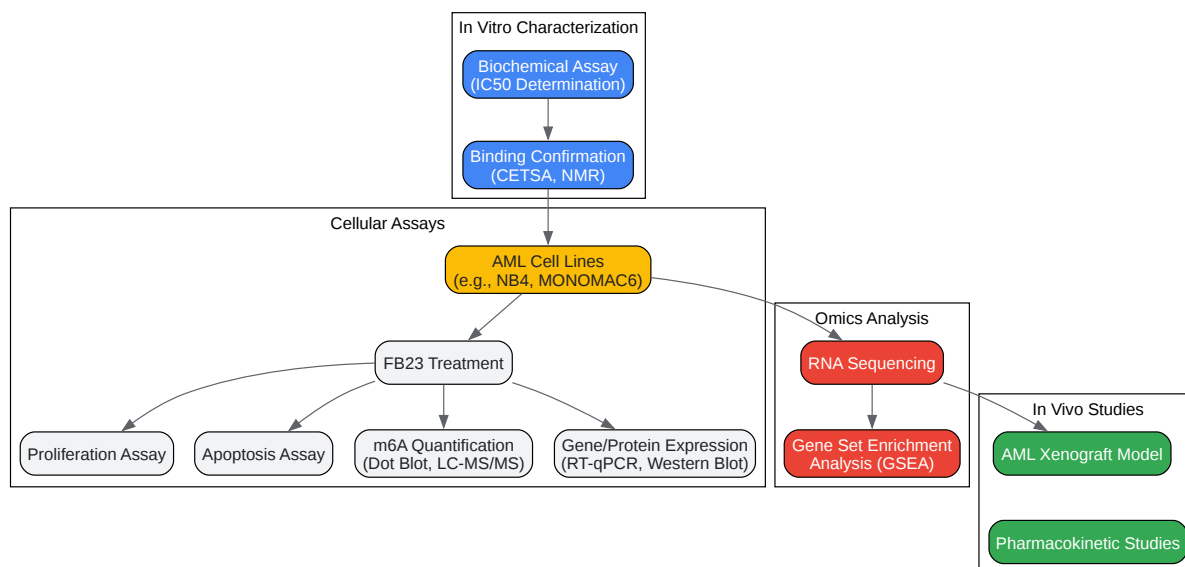 In Vitro Characterization
Biochemical Assay
(IC50 Determination)
Binding Confirmation
(CETSA, NMR)
Cellular Assays
AML Cell Lines
(e.g., NB4, MONOMAC6)
FB23 Treatment
Proliferation Assay
Apoptosis Assay
m6A Quantification
(Dot Blot, LC-MS/MS)
Gene/Protein Expression
(RT-qPCR, Western Blot)
Omics Analysis
RNA Sequencing
Gene Set Enrichment
Analysis (GSEA)
In Vivo Studies
AML Xenograft Model
Pharmacokinetic Studies